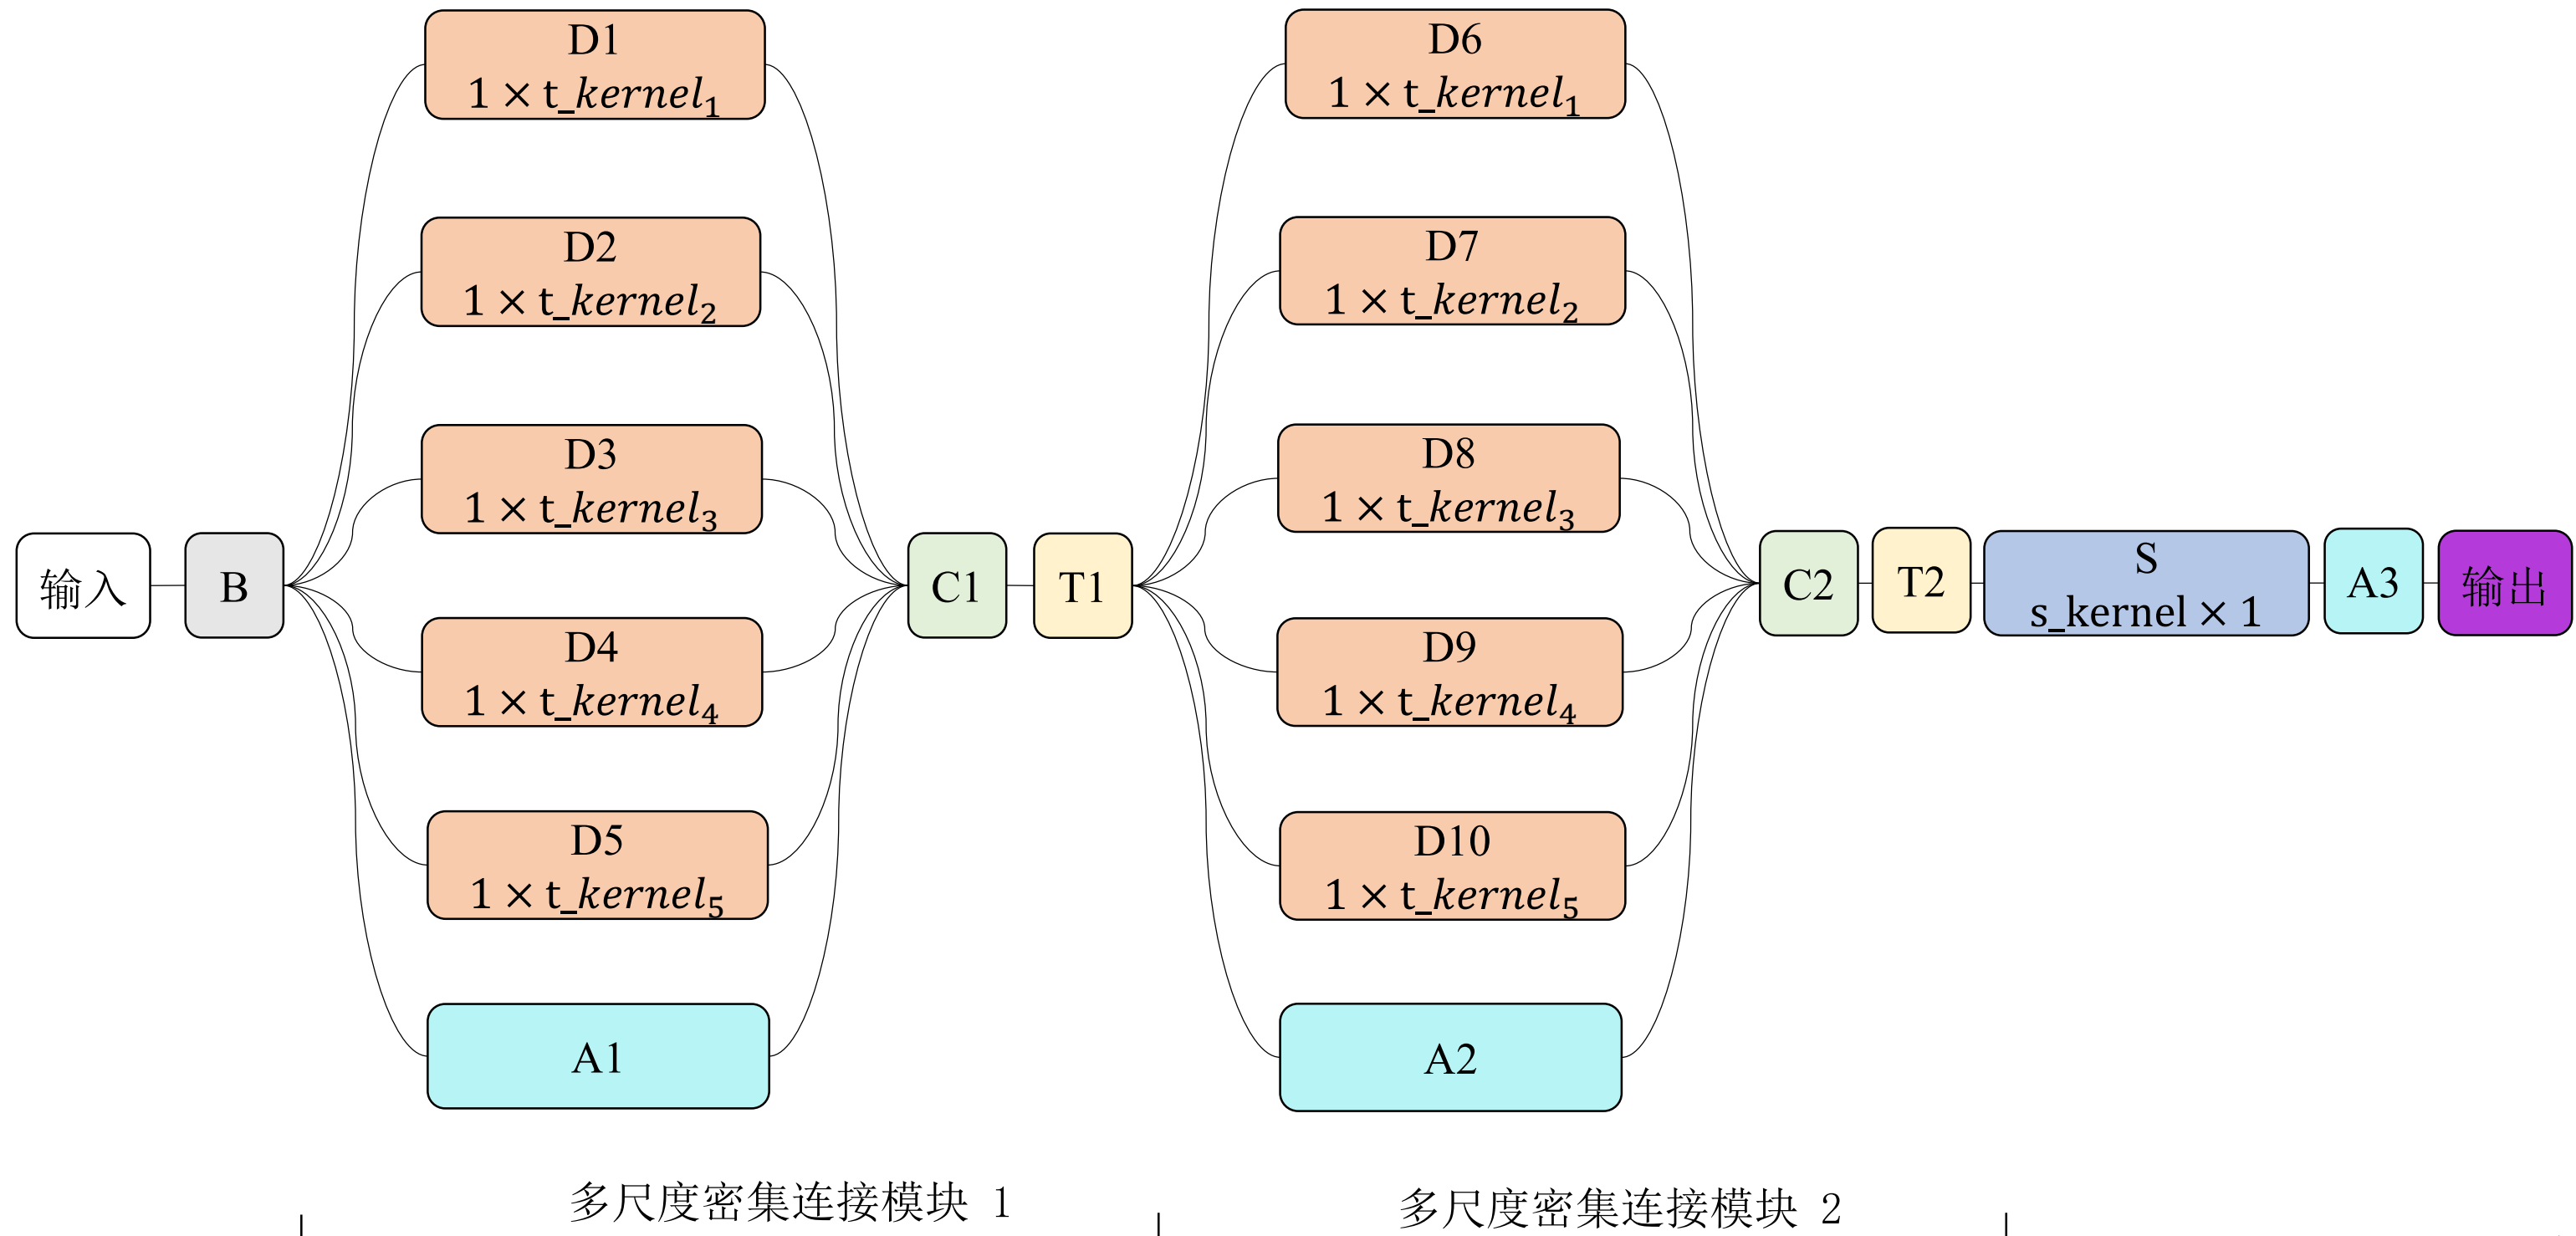 输入
B
D1
1 × t_kernel₁
D2
1 × t_kernel₂
D3
1 × t_kernel₃
D4
1 × t_kernel₄
D5
1 × t_kernel₅
A1
C1
T1
D6
1 × t_kernel₁
D7
1 × t_kernel₂
D8
1 × t_kernel₃
D9
1 × t_kernel₄
D10
1 × t_kernel₅
A2
C2
T2
S
s_kernel × 1
A3
输出
多尺度密集连接模块 1
多尺度密集连接模块 2